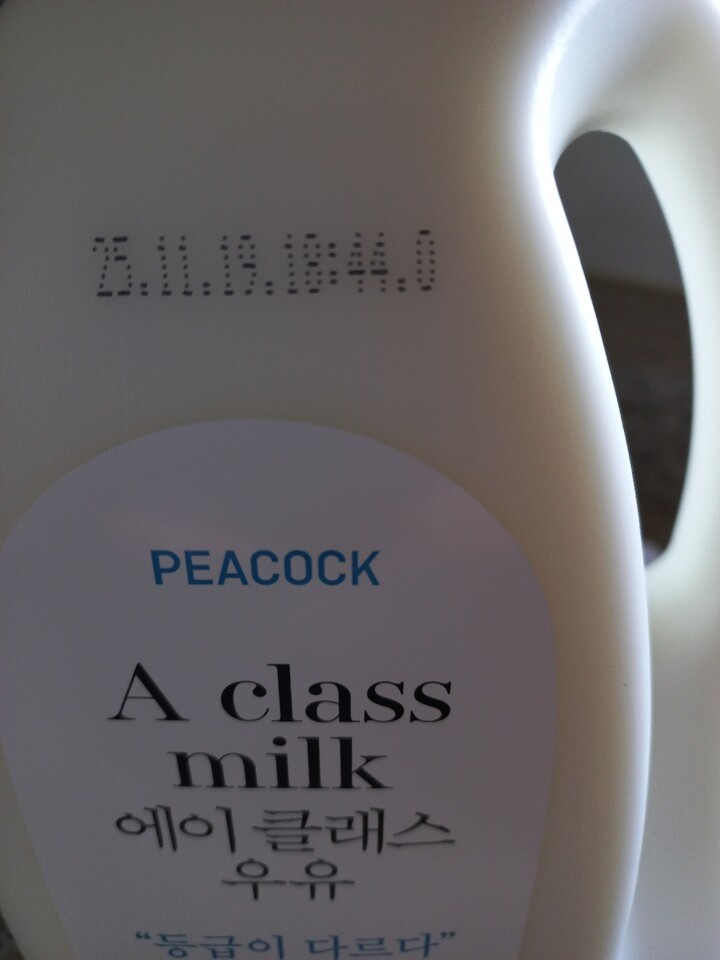 25.11.19.18:44.0
PEACOCK
A class
milk
에이 클래스
우유
“등급이 다르다”